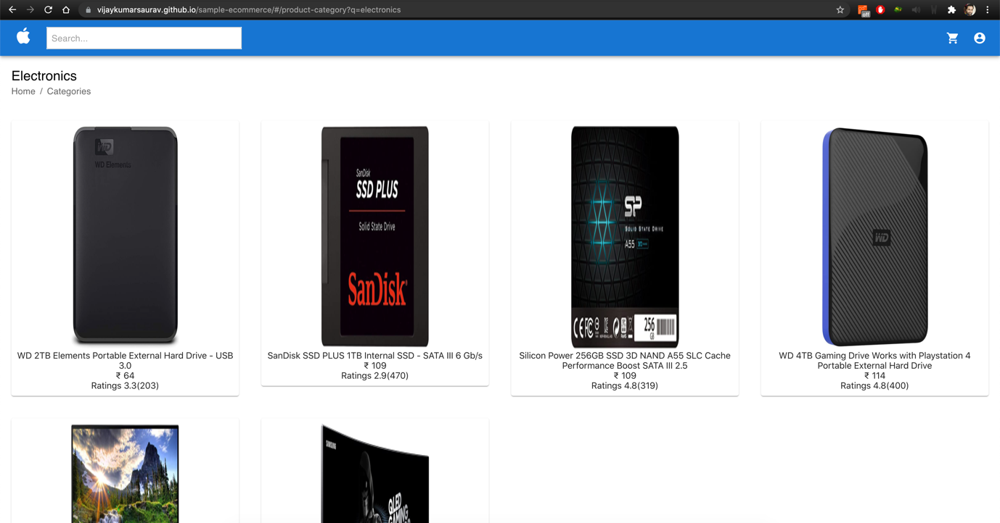 vijaykumarsaurav.github.io/sample-ecommerce/#/product-category?q=electronics
off
Search...
Electronics
Home / Categories
WD
WD Elements
SanDisk
SSD PLUS
Solid State Drive
SanDisk
SP
SOLID STATE DRIVE
A55
256
GB
WD
WD 2TB Elements Portable External Hard Drive - USB
3.0
₹ 64
Ratings 3.3(203)
SanDisk SSD PLUS 1TB Internal SSD - SATA III 6 Gb/s
₹ 109
Ratings 2.9(470)
Silicon Power 256GB SSD 3D NAND A55 SLC Cache
Performance Boost SATA III 2.5
₹ 109
Ratings 4.8(319)
WD 4TB Gaming Drive Works with Playstation 4
Portable External Hard Drive
₹ 114
Ratings 4.8(400)
SAMSUNG
QLED
GAMING